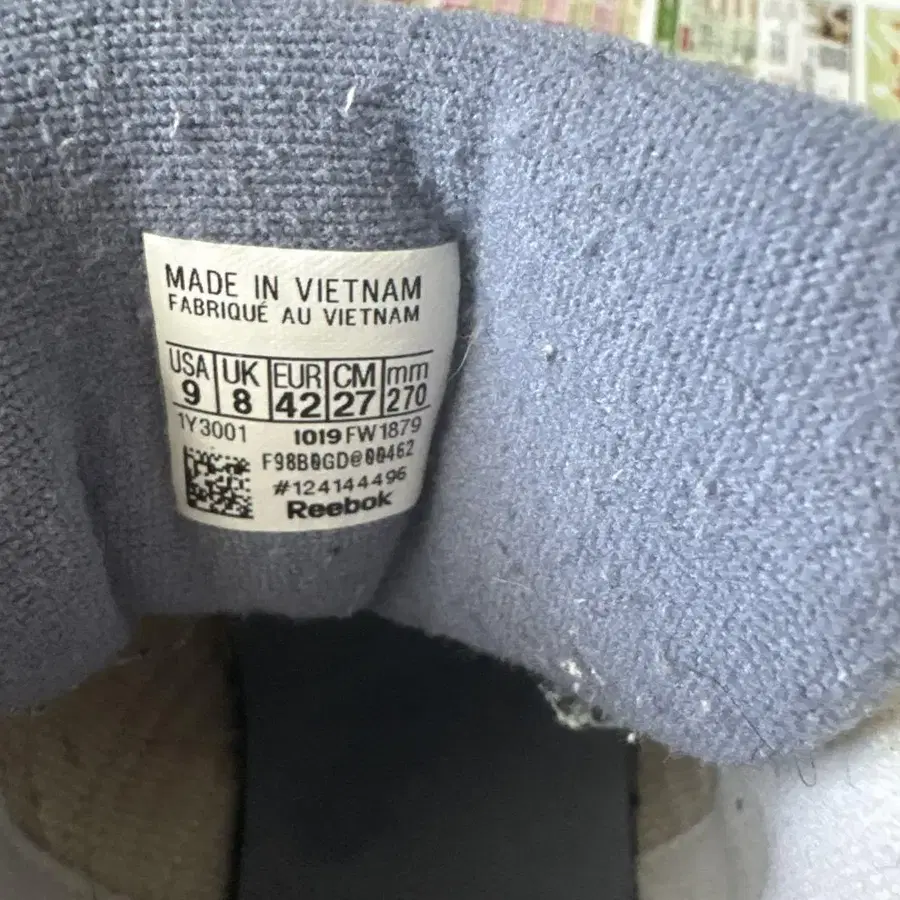 MADE IN VIETNAM
FABRIQUÉ AU VIETNAM
USA UK EUR CM mm
9 8 42 27 270
1Y3001 1019 FW1879
F98B0GD@00462
#124144496
Reebok